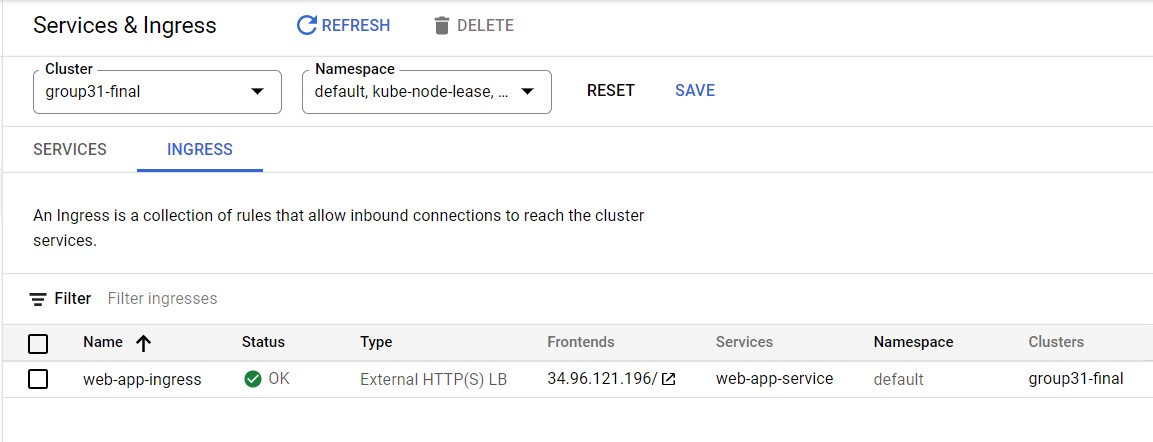 Services & Ingress REFRESH DELETE
Cluster Namespace
group31-final default, kube-node-lease, ... RESET SAVE
SERVICES INGRESS
An Ingress is a collection of rules that allow inbound connections to reach the cluster
services.
Filter Filter ingresses
Name Status Type Frontends Services Namespace Clusters
web-app-ingress OK External HTTP(S) LB 34.96.121.196/ web-app-service default group31-final